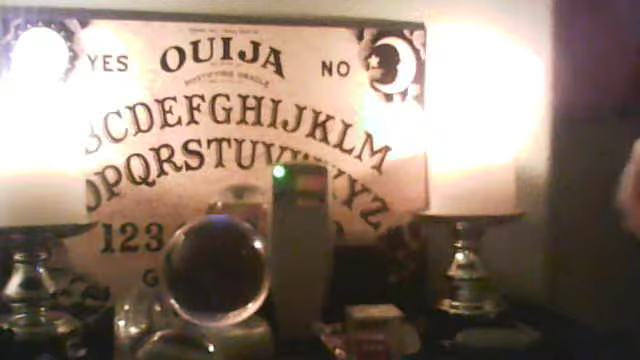 YES OUIJA NO
MYSTIFYING ORACLE
BCDEFGHIJKLM
OPQRSTUV YZ
123
G